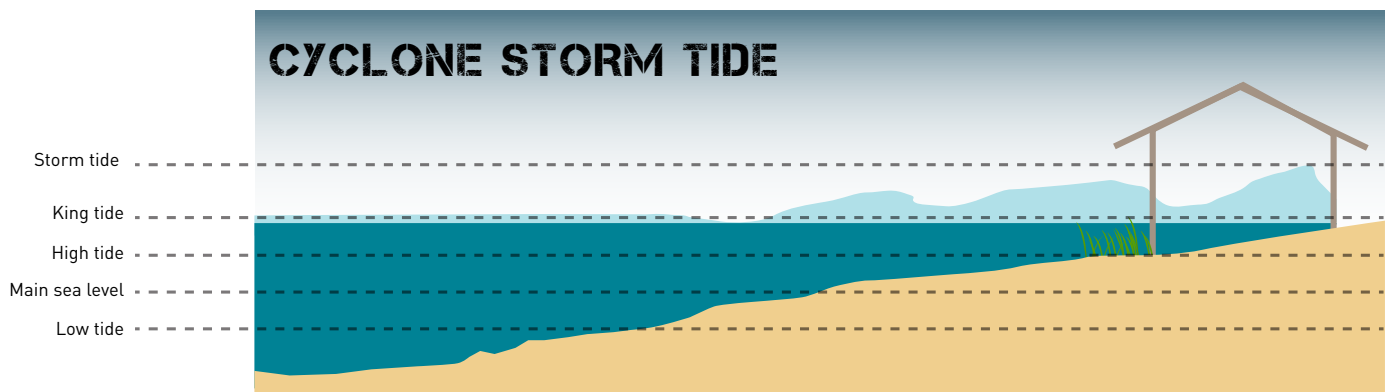 CYCLONE STORM TIDE
Storm tide
King tide
High tide
Main sea level
Low tide